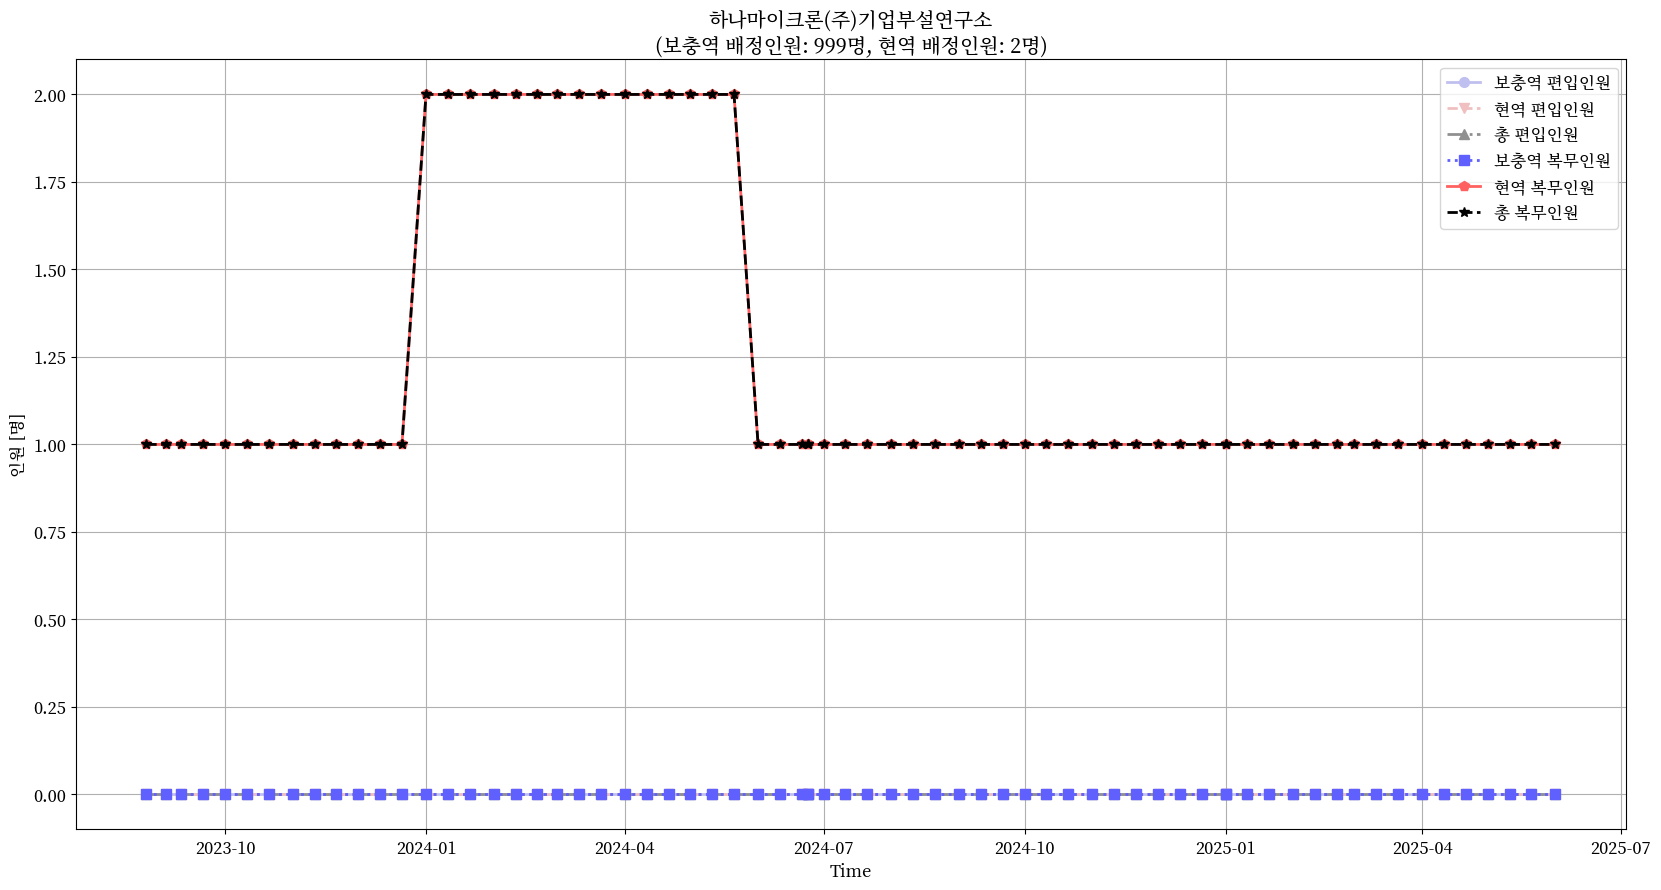 하나마이크론(주)기업부설연구소
(보충역 배정인원: 999명, 현역 배정인원: 2명)
보충역 편입인원
현역 편입인원
총 편입인원
보충역 복무인원
현역 복무인원
총 복무인원
인원 [명]
2.00
1.75
1.50
1.25
1.00
0.75
0.50
0.25
0.00
2023-10
2024-01
2024-04
2024-07
2024-10
2025-01
2025-04
2025-07
Time